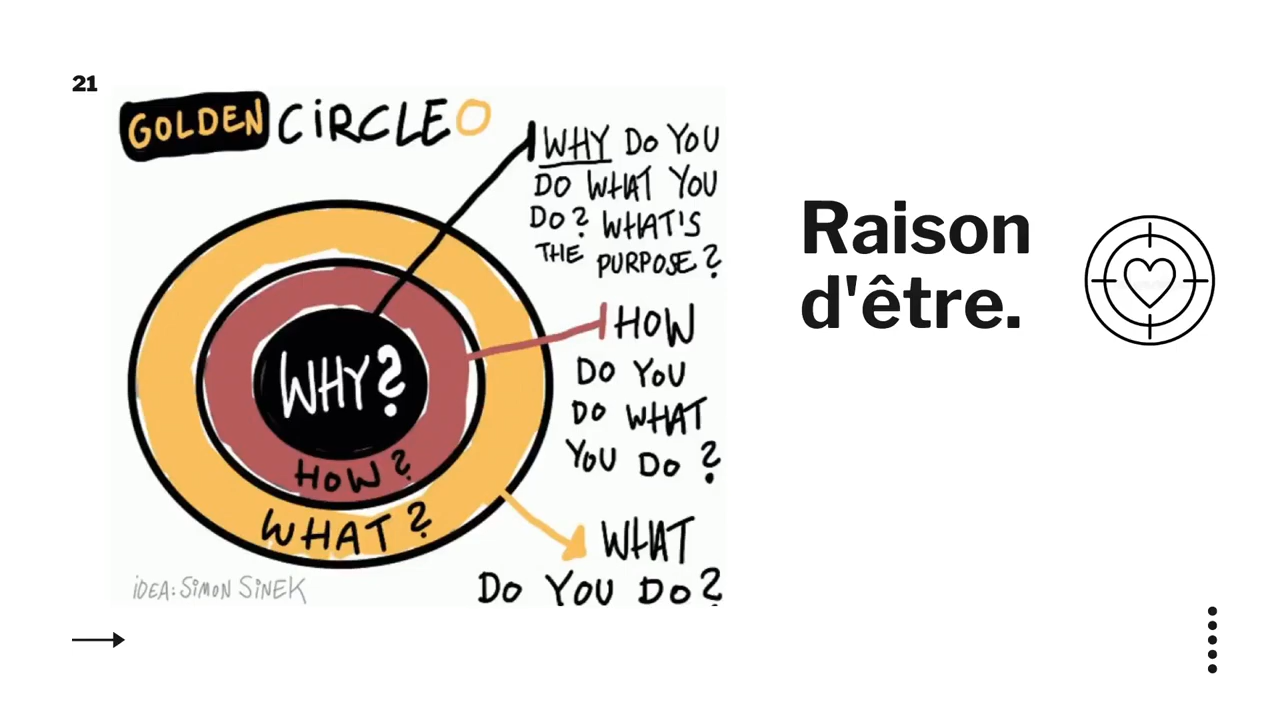 21
GOLDEN CiRCLE
WHY DO YOU
DO WHAT YOU
DO? WHAT'S
THE PURPOSE?
HOW
DO YOU
DO WHAT
YOU DO?
WHAT
DO YOU DO?
WHY?
HOW?
WHAT?
iDEA: SiMON SiNEK
Raison
d'être.